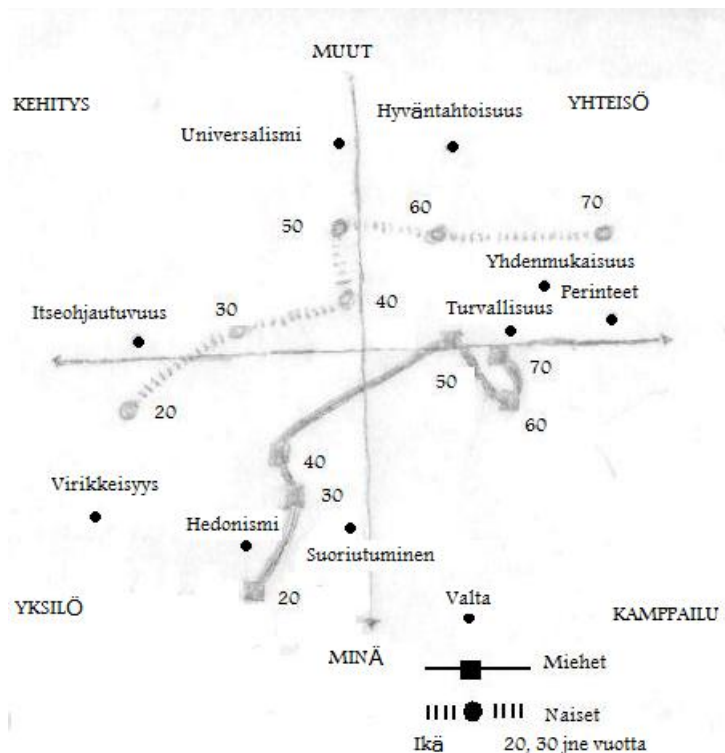 MUUT
KEHITYS
YHTEISÖ
Hyväntahtoisuus
Universalismi
70
60
50
Yhdenmukaisuus
Perinteet
40
Turvallisuus
30
Itseohjautuvuus
70
50
20
60
40
Virikkeisyys
30
Hedonismi
Suoriutuminen
20
Valta
YKSILÖ
KAMPPAILU
MINÄ
Miehet
Naiset
Ikä 20, 30 jne vuotta